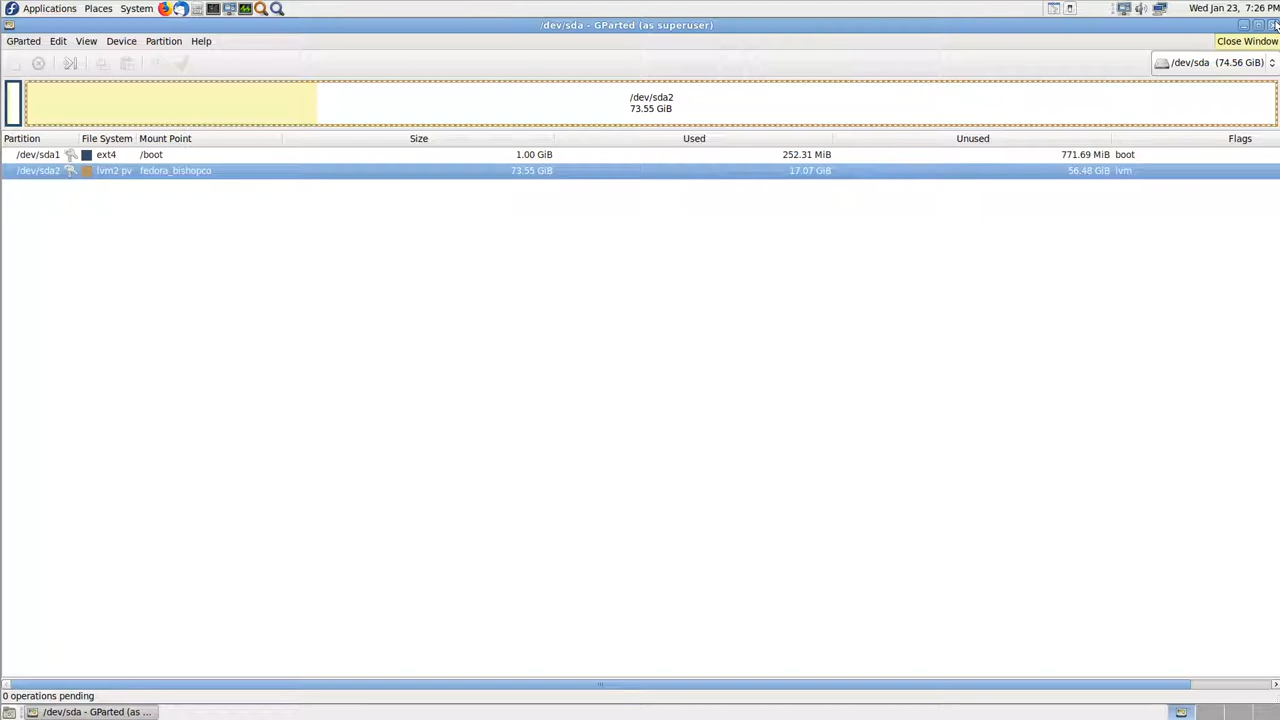 Applications Places System Wed Jan 23, 7:26 PM
/dev/sda - GParted (as superuser)
GParted Edit View Device Partition Help Close Window
/dev/sda (74.56 GiB)
/dev/sda2
73.55 GiB
Partition File System Mount Point Size Used Unused Flags
/dev/sda1 ext4 /boot 1.00 GiB 252.31 MiB 771.69 MiB boot
/dev/sda2 lvm2 pv fedora_bishopco 73.55 GiB 17.07 GiB 56.48 GiB lvm
0 operations pending
/dev/sda - GParted (as ...